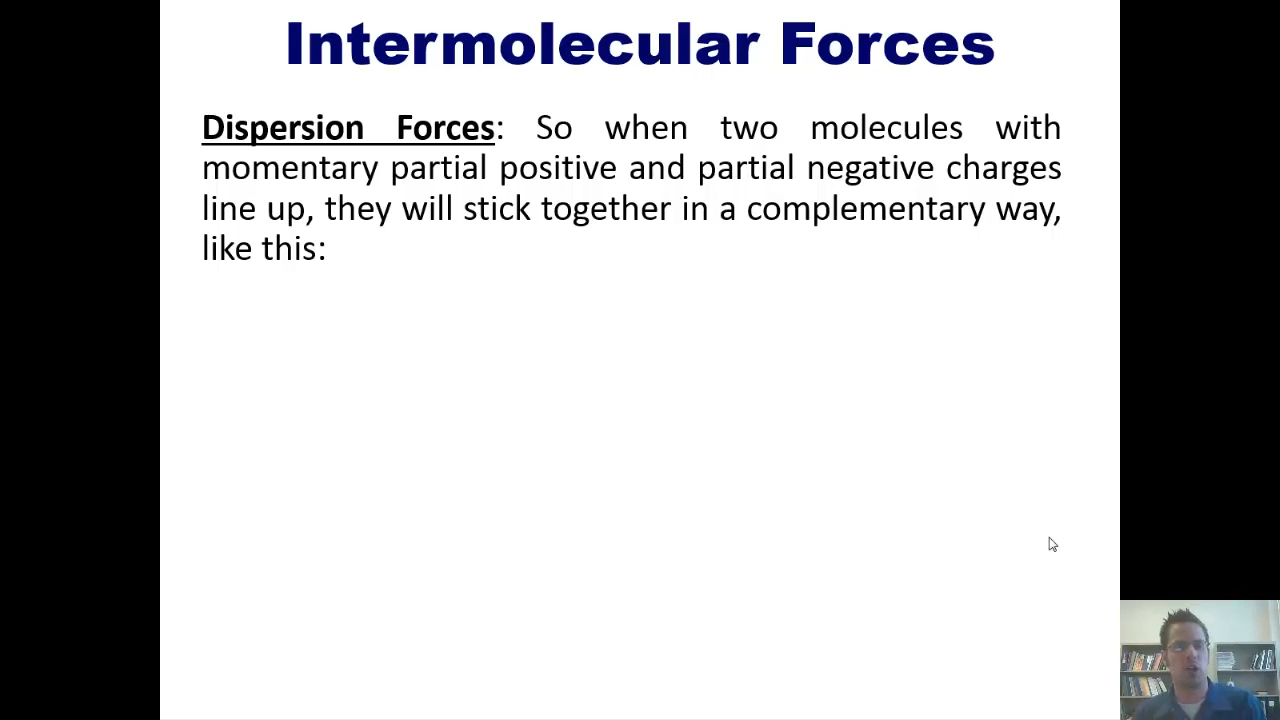 Intermolecular Forces
Dispersion Forces: So when two molecules with
momentary partial positive and partial negative charges
line up, they will stick together in a complementary way,
like this: